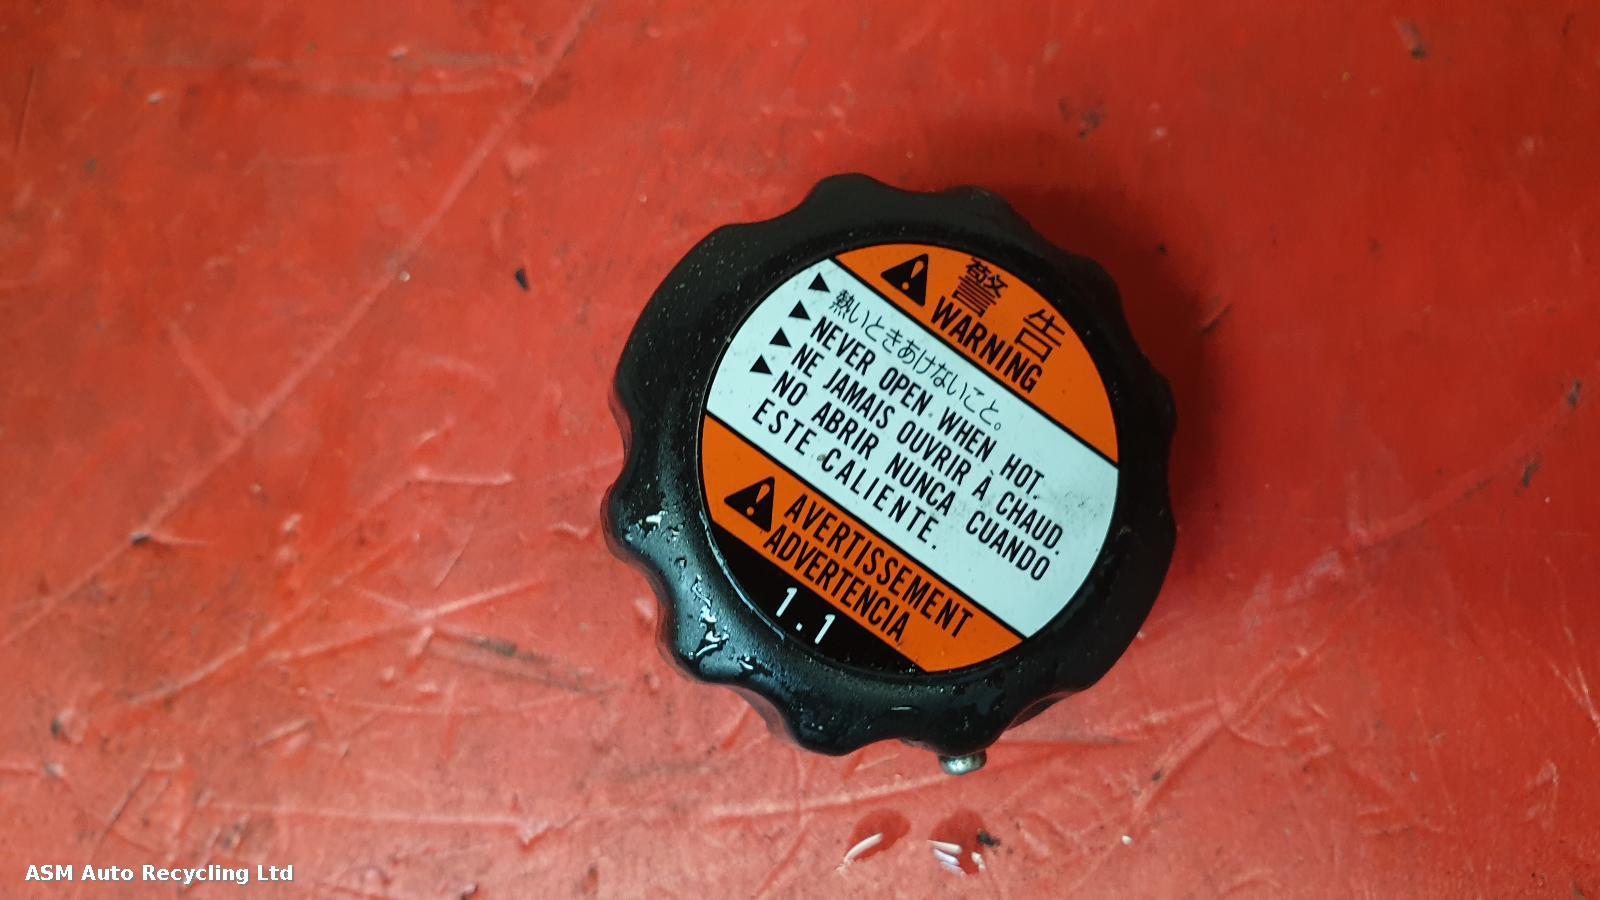 警告
WARNING
熱いときあけないこと。
NEVER OPEN WHEN HOT.
NE JAMAIS OUVRIR À CHAUD.
NO ABRIR NUNCA CUANDO
ESTE CALIENTE.
AVERTISSEMENT
ADVERTENCIA
1.1
ASM Auto Recycling Ltd